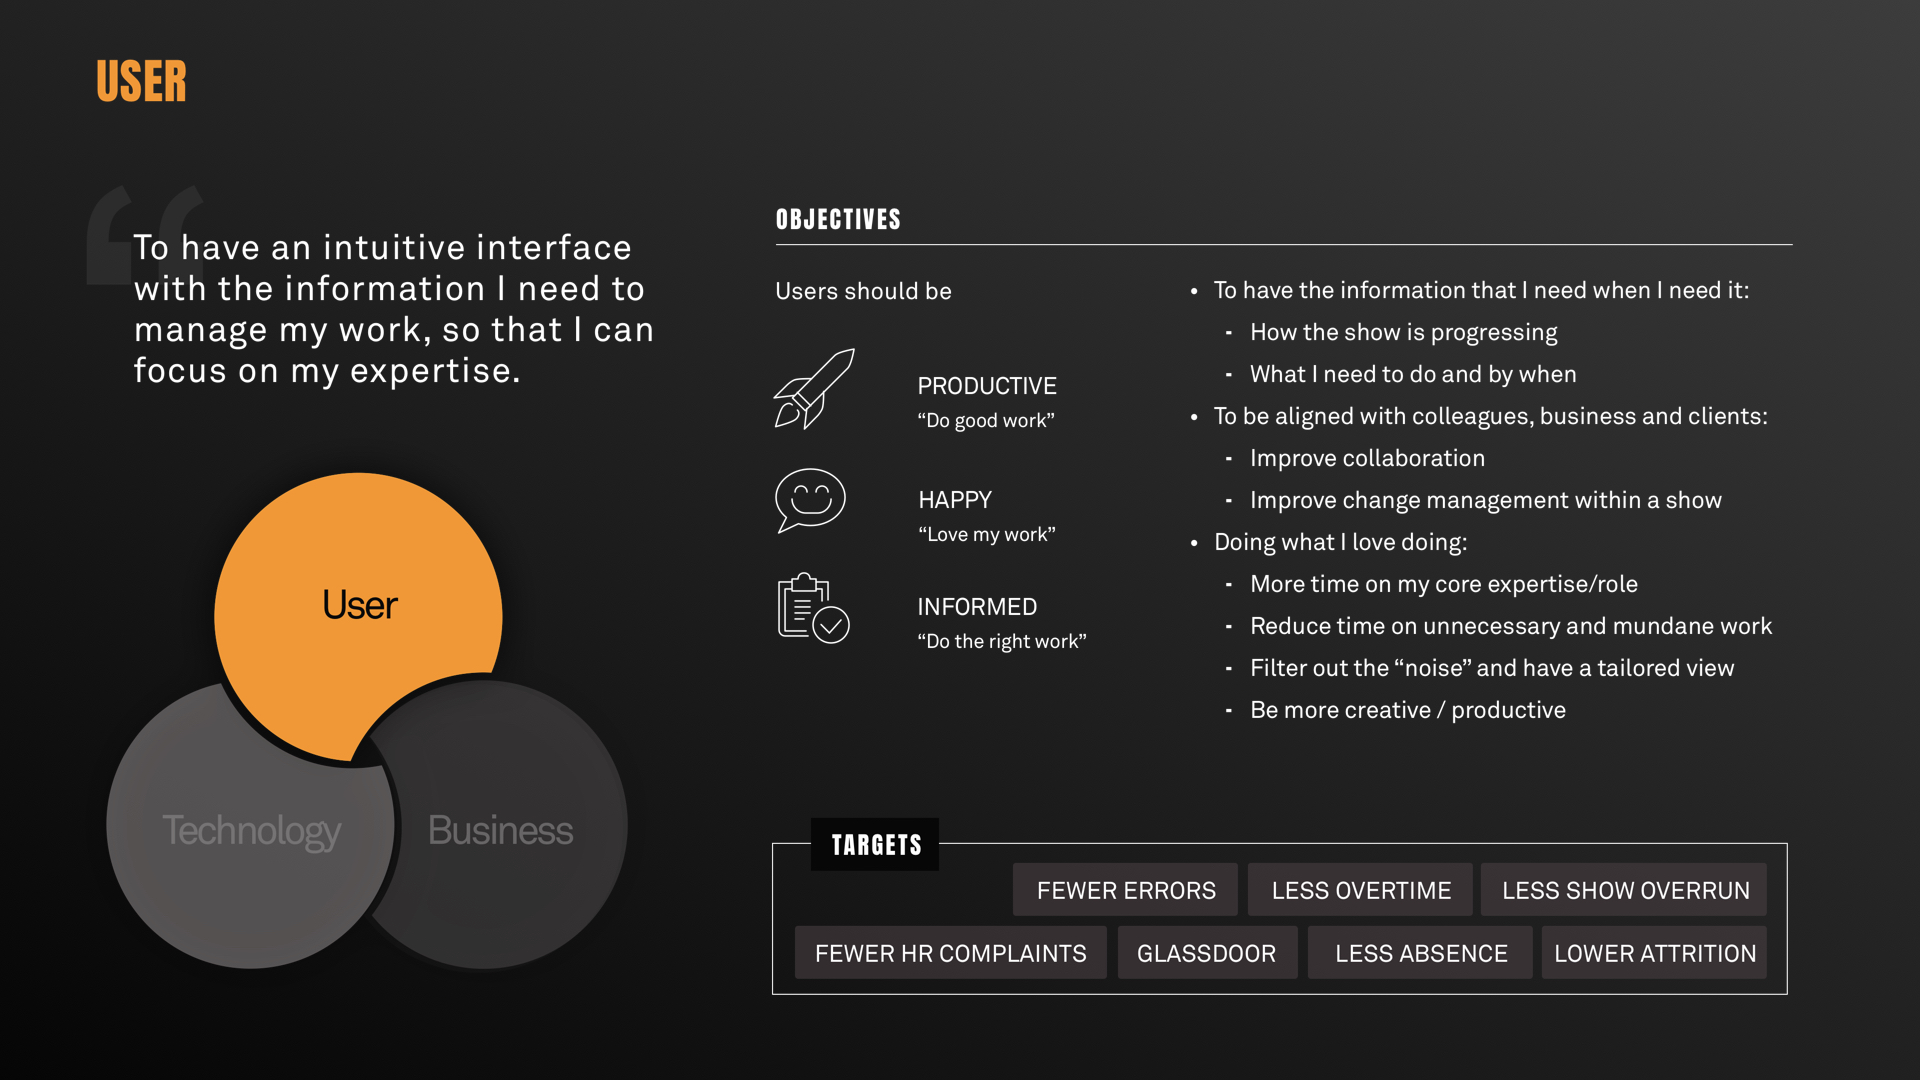 USER
“
To have an intuitive interface
with the information I need to
manage my work, so that I can
focus on my expertise.
User
Technology
Business
OBJECTIVES
Users should be
PRODUCTIVE
“Do good work”
HAPPY
“Love my work”
INFORMED
“Do the right work”
• To have the information that I need when I need it:
- How the show is progressing
- What I need to do and by when
• To be aligned with colleagues, business and clients:
- Improve collaboration
- Improve change management within a show
• Doing what I love doing:
- More time on my core expertise/role
- Reduce time on unnecessary and mundane work
- Filter out the “noise” and have a tailored view
- Be more creative / productive
TARGETS
FEWER ERRORS LESS OVERTIME LESS SHOW OVERRUN
FEWER HR COMPLAINTS GLASSDOOR LESS ABSENCE LOWER ATTRITION